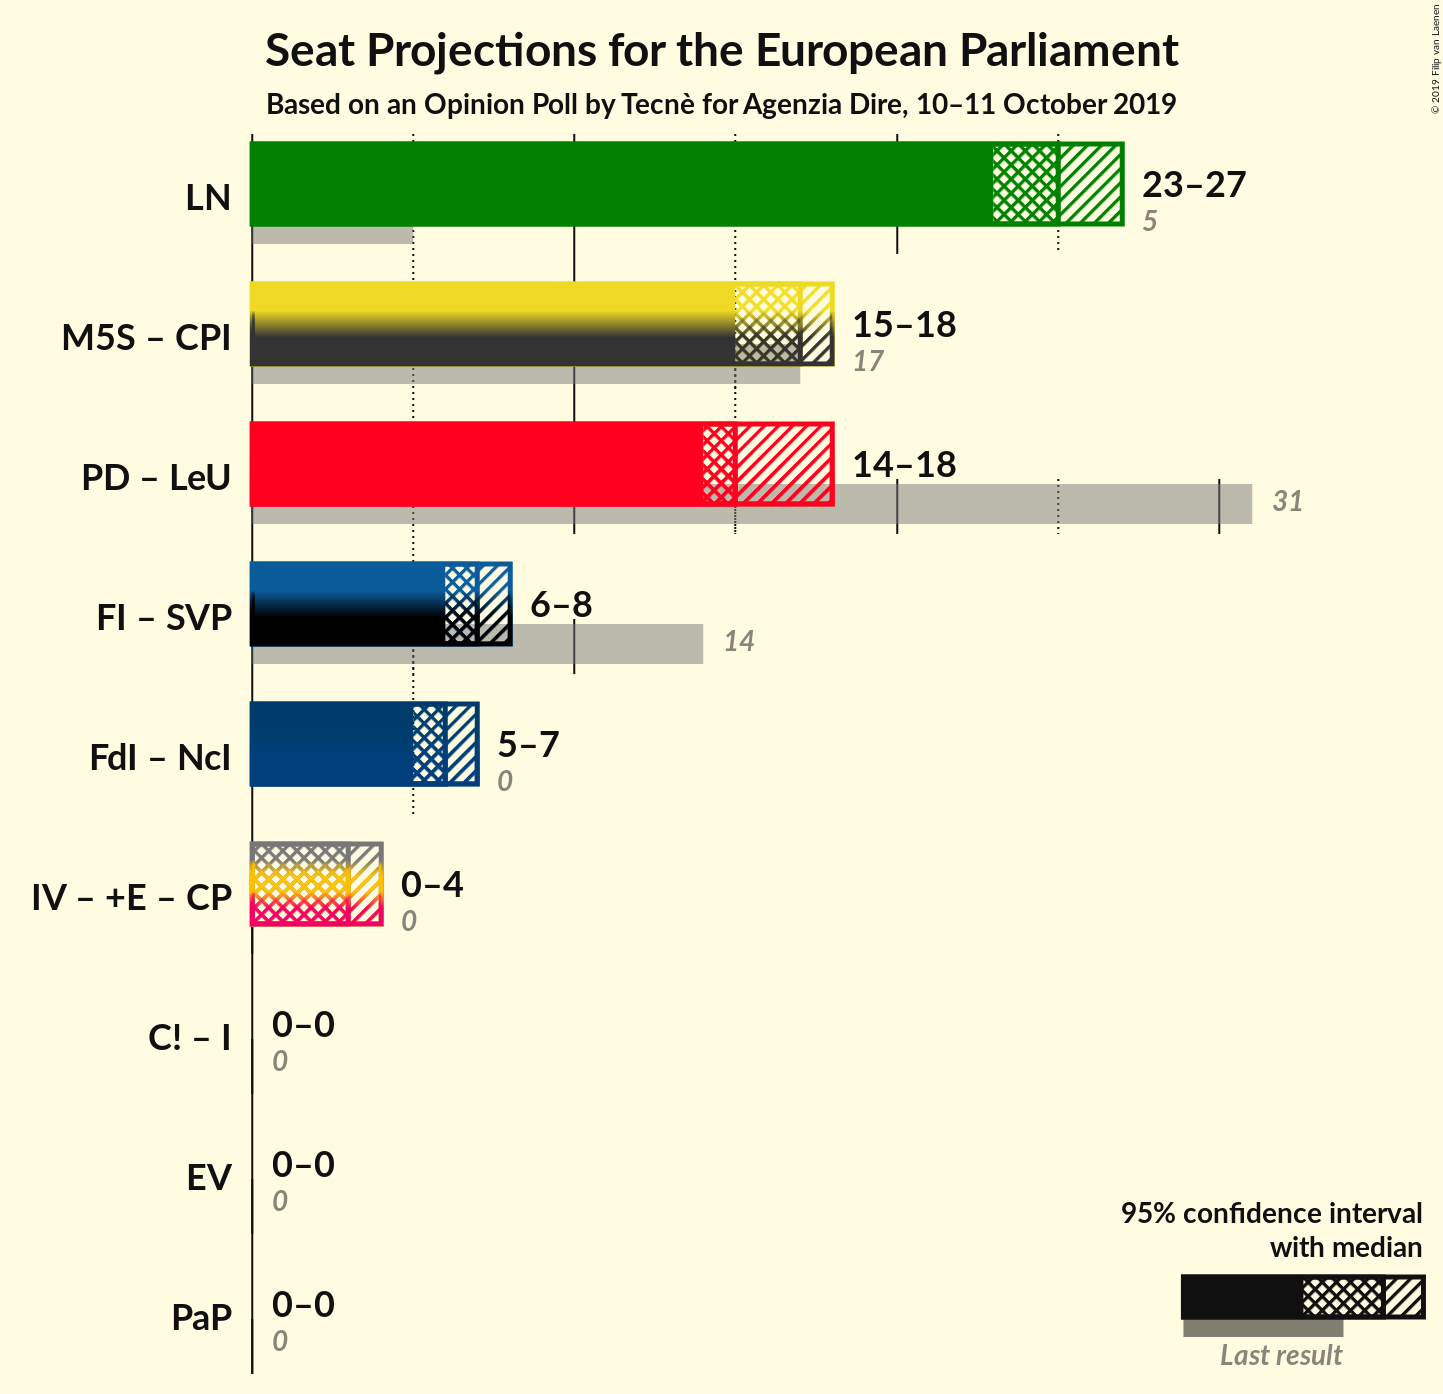 Seat Projections for the European Parliament
Based on an Opinion Poll by Tecnè for Agenzia Dire, 10–11 October 2019
© 2019 Filip van Laenen
LN
23–27
5
M5S – CPI
15–18
17
PD – LeU
14–18
31
FI – SVP
6–8
14
FdI – NcI
5–7
0
IV – +E – CP
0–4
0
C! – I
0–0
0
EV
0–0
0
PaP
0–0
0
95% confidence interval
with median
Last result